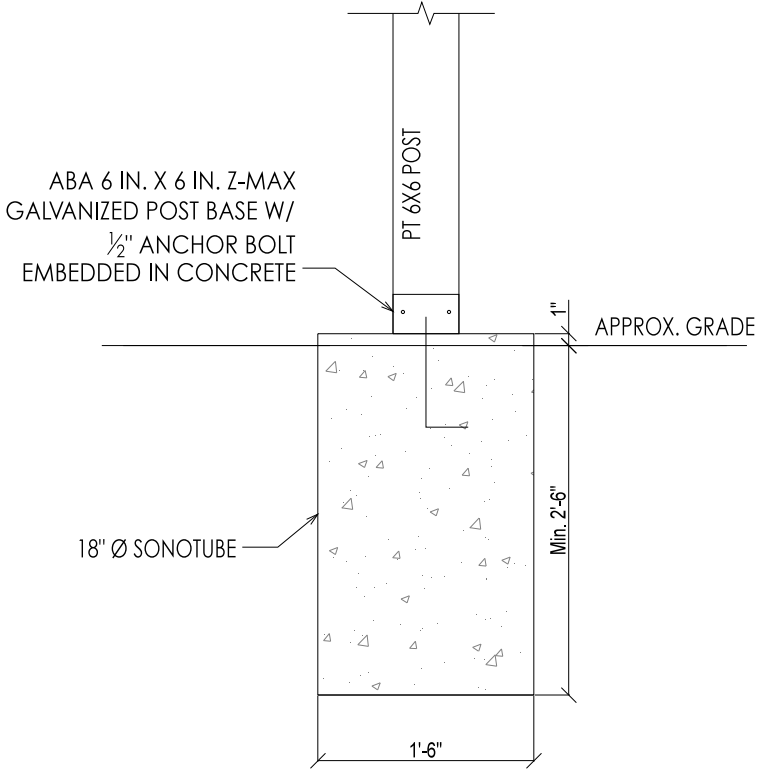 PT 6X6 POST
ABA 6 IN. X 6 IN. Z-MAX
GALVANIZED POST BASE W/
½" ANCHOR BOLT
EMBEDDED IN CONCRETE
1"
APPROX. GRADE
Min. 2'-6"
18" Ø SONOTUBE
1'-6"